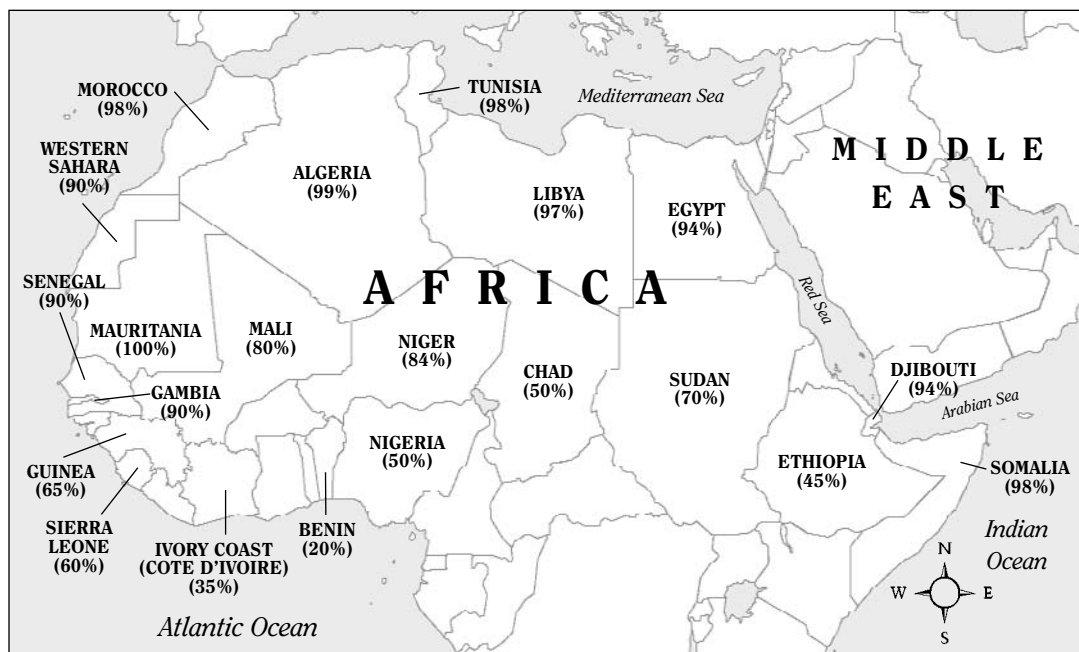 MOROCCO
(98%)
TUNISIA
(98%)
Mediterranean Sea
WESTERN
SAHARA
(90%)
ALGERIA
(99%)
LIBYA
(97%)
EGYPT
(94%)
MIDDLE
EAST
SENEGAL
(90%)
AFRICA
Red Sea
MAURITANIA
(100%)
MALI
(80%)
NIGER
(84%)
CHAD
(50%)
SUDAN
(70%)
DJIBOUTI
(94%)
Arabian Sea
GAMBIA
(90%)
NIGERIA
(50%)
ETHIOPIA
(45%)
SOMALIA
(98%)
GUINEA
(65%)
SIERRA
LEONE
(60%)
IVORY COAST
(COTE D'IVOIRE)
(35%)
BENIN
(20%)
Indian
Ocean
N
W
E
S
Atlantic Ocean